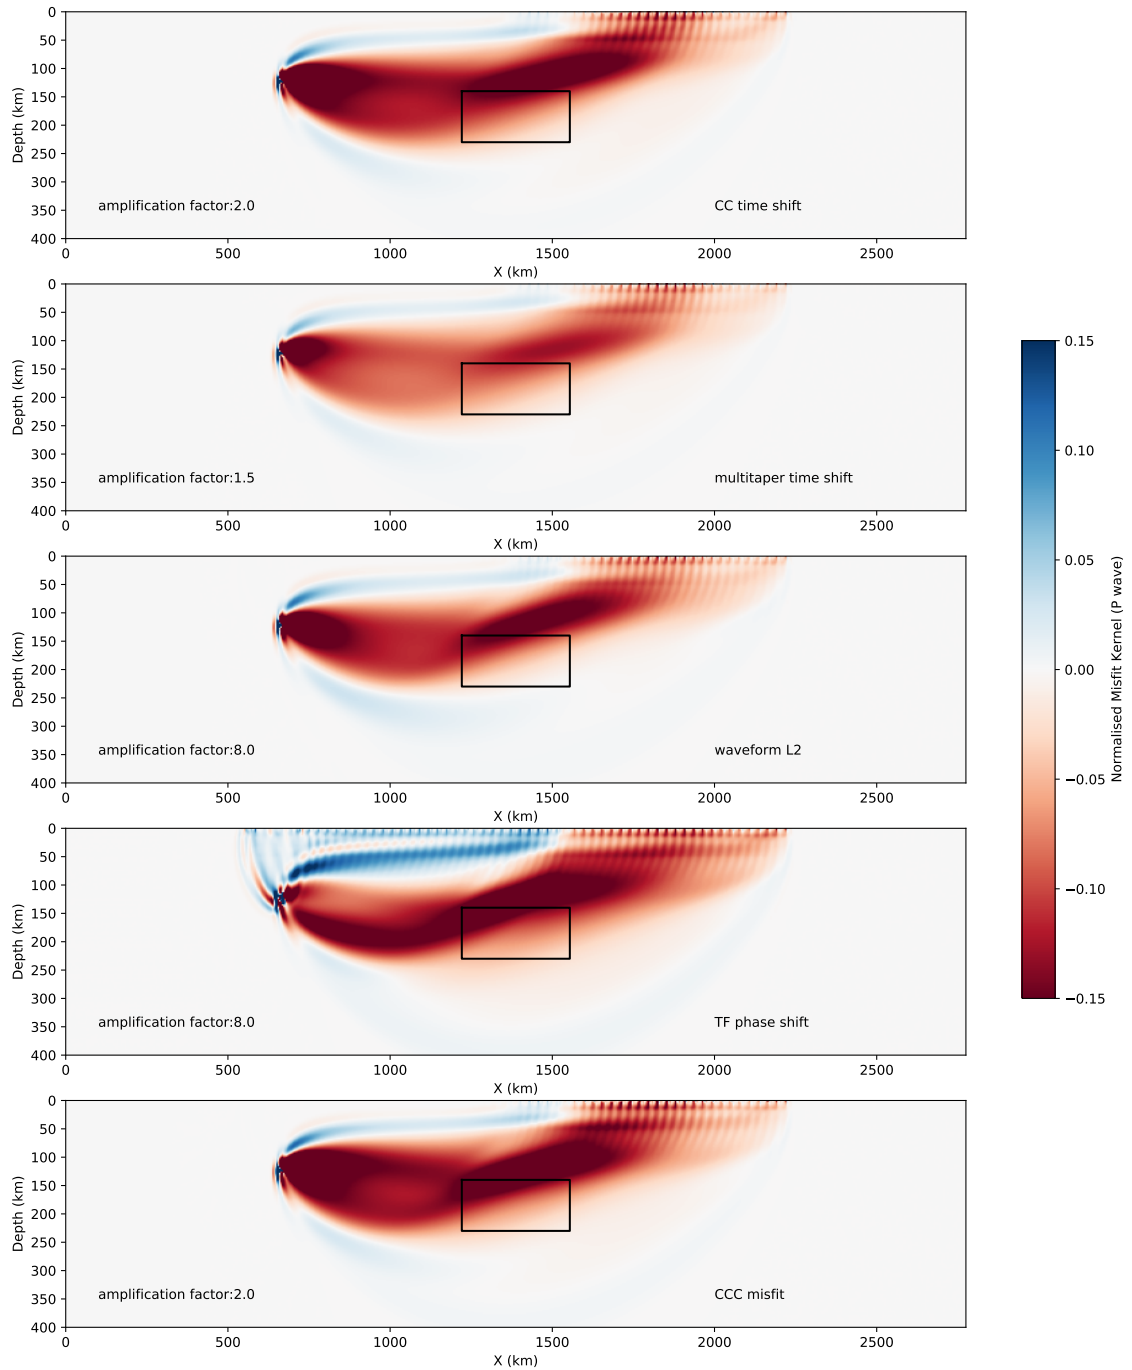 0
50
100
150
200
250
300
350
400
Depth (km)
amplification factor:2.0
CC time shift
0 500 1000 1500 2000 2500
X (km)
0
50
100
150
200
250
300
350
400
Depth (km)
amplification factor:1.5
multitaper time shift
0 500 1000 1500 2000 2500
X (km)
0
50
100
150
200
250
300
350
400
Depth (km)
amplification factor:8.0
waveform L2
0 500 1000 1500 2000 2500
X (km)
0
50
100
150
200
250
300
350
400
Depth (km)
amplification factor:8.0
TF phase shift
0 500 1000 1500 2000 2500
X (km)
0
50
100
150
200
250
300
350
400
Depth (km)
amplification factor:2.0
CCC misfit
0 500 1000 1500 2000 2500
X (km)
0.15
0.10
0.05
0.00
−0.05
−0.10
−0.15
Normalised Misfit Kernel (P wave)